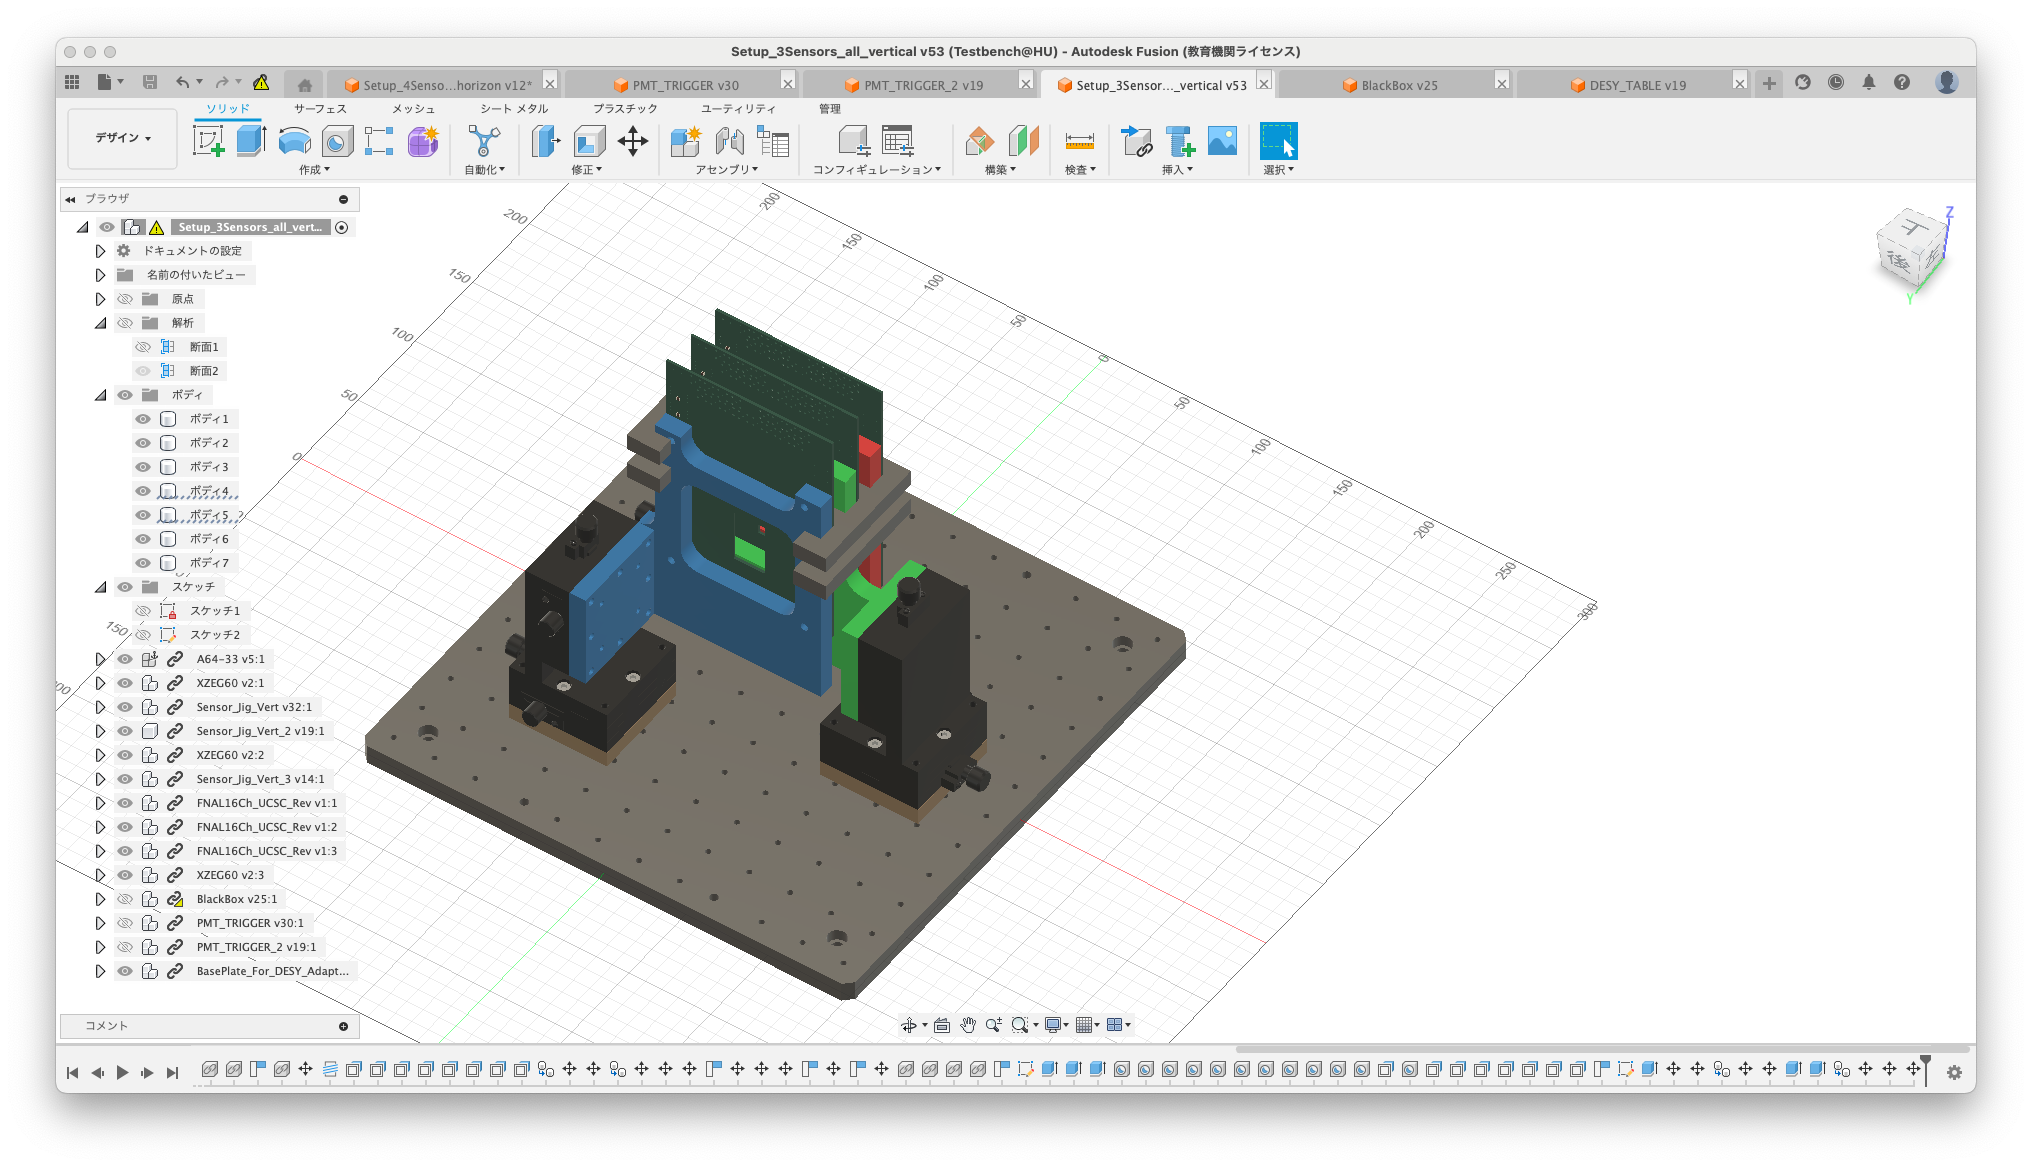 Setup_3Sensors_all_vertical v53 (Testbench@HU) - Autodesk Fusion (教育機関ライセンス)
Setup_4Senso...horizon v12*
PMT_TRIGGER v30
PMT_TRIGGER_2 v19
Setup_3Sensor..._vertical v53
BlackBox v25
DESY_TABLE v19
デザイン
ソリッド
サーフェス
メッシュ
シート メタル
プラスチック
ユーティリティ
管理
作成
自動化
修正
アセンブリ
コンフィギュレーション
構築
検査
挿入
選択
ブラウザ
Setup_3Sensors_all_vert...
ドキュメントの設定
名前の付いたビュー
原点
解析
断面1
断面2
ボディ
ボディ1
ボディ2
ボディ3
ボディ4
ボディ5
ボディ6
ボディ7
スケッチ
スケッチ1
スケッチ2
A64-33 v5:1
XZEG60 v2:1
Sensor_Jig_Vert v32:1
Sensor_Jig_Vert_2 v19:1
XZEG60 v2:2
Sensor_Jig_Vert_3 v14:1
FNAL16Ch_UCSC_Rev v1:1
FNAL16Ch_UCSC_Rev v1:2
FNAL16Ch_UCSC_Rev v1:3
XZEG60 v2:3
BlackBox v25:1
PMT_TRIGGER v30:1
PMT_TRIGGER_2 v19:1
BasePlate_For_DESY_Adapt...
コメント
200
150
100
50
0
150
200
150
100
50
0
50
100
150
200
250
300
上
後
Z
Y